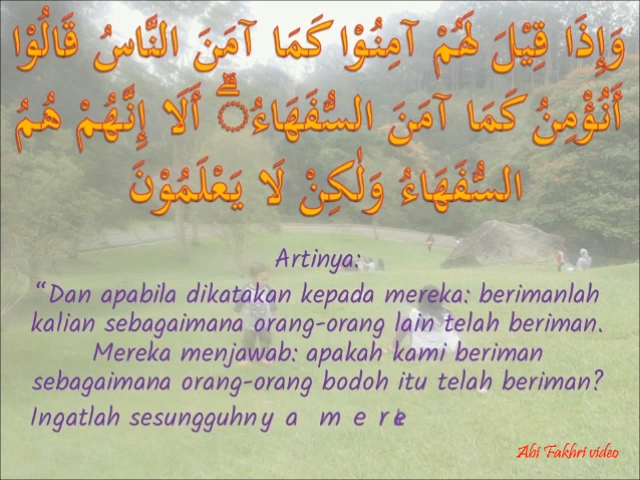 وَإِذَا قِيْلَ لَهُمْ آمِنُوْا كَمَا آمَنَ النَّاسُ قَالُوْا
أَنُؤْمِنُ كَمَا آمَنَ السُّفَهَاءُ ۗ أَلَا إِنَّهُمْ هُمُ
السُّفَهَاءُ وَلٰكِنْ لَا يَعْلَمُوْنَ
Artinya:
“Dan apabila dikatakan kepada mereka: berimanlah
kalian sebagaimana orang-orang lain telah beriman.
Mereka menjawab: apakah kami beriman
sebagaimana orang-orang bodoh itu telah beriman?
Ingatlah sesungguhnya
Abi Fakhri video